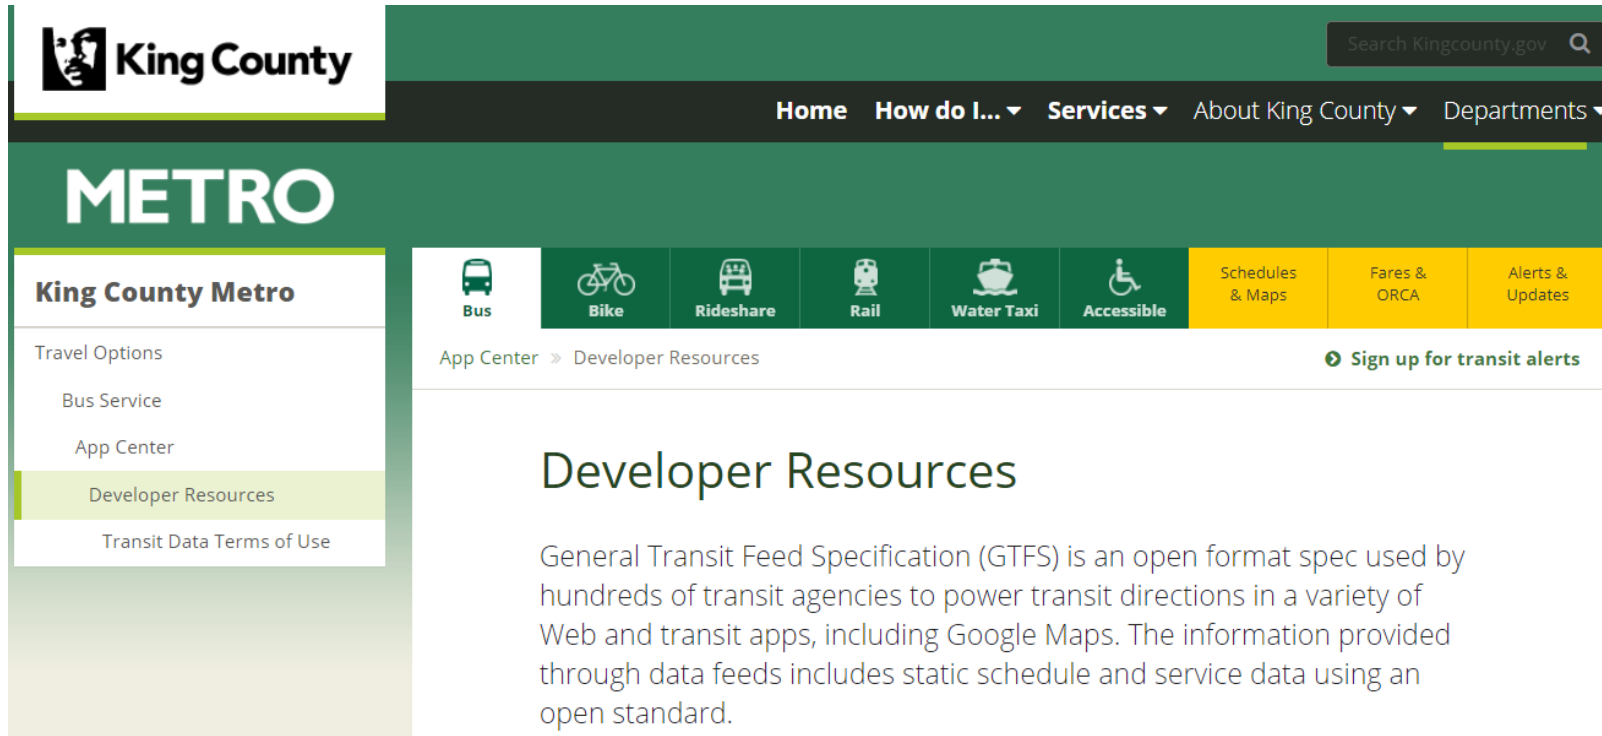 King County
Search Kingcounty.gov
Home How do I... Services About King County Departments
METRO
King County Metro
Travel Options
Bus Service
App Center
Developer Resources
Transit Data Terms of Use
Bus
Bike
Rideshare
Rail
Water Taxi
Accessible
Schedules
& Maps
Fares &
ORCA
Alerts &
Updates
App Center » Developer Resources
Sign up for transit alerts
Developer Resources
General Transit Feed Specification (GTFS) is an open format spec used by
hundreds of transit agencies to power transit directions in a variety of
Web and transit apps, including Google Maps. The information provided
through data feeds includes static schedule and service data using an
open standard.